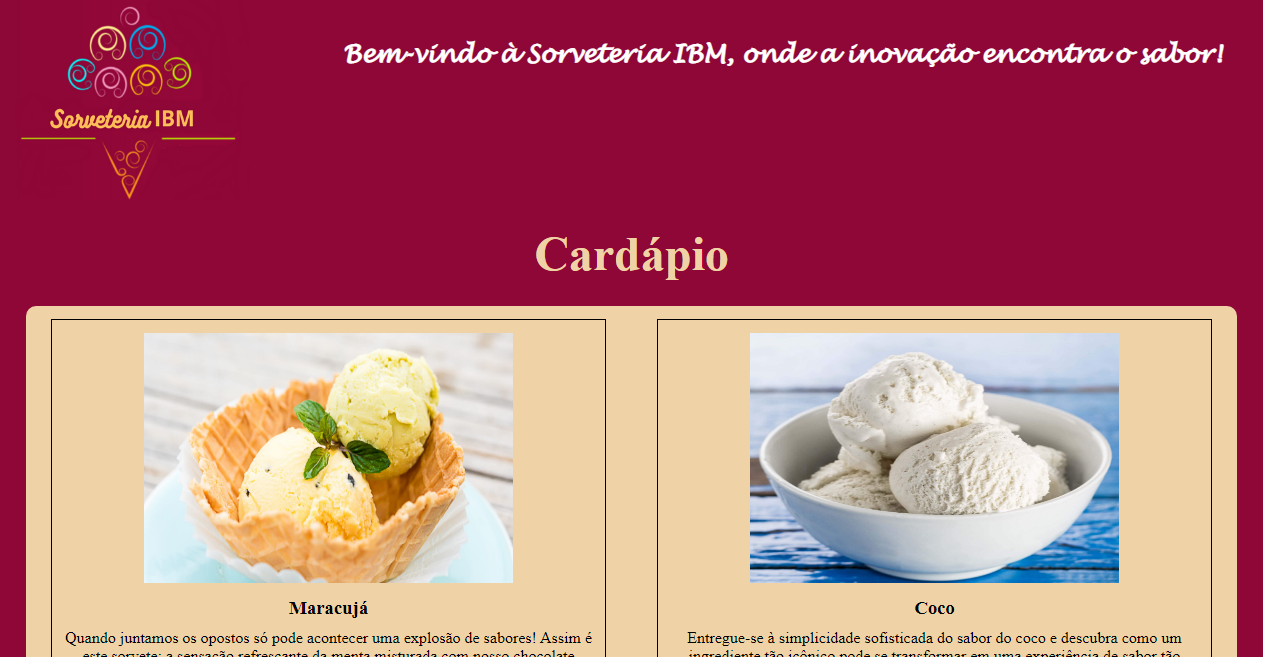 Bem-vindo à Sorveteria IBM, onde a inovação encontra o sabor!
Sorveteria IBM
Cardápio
Maracujá
Quando juntamos os opostos só pode acontecer uma explosão de sabores! Assim é
este sorvete: a sensação refrescante da menta misturada com nosso chocolate
Coco
Entregue-se à simplicidade sofisticada do sabor do coco e descubra como um
ingrediente tão icônico pode se transformar em uma experiência de sabor tão